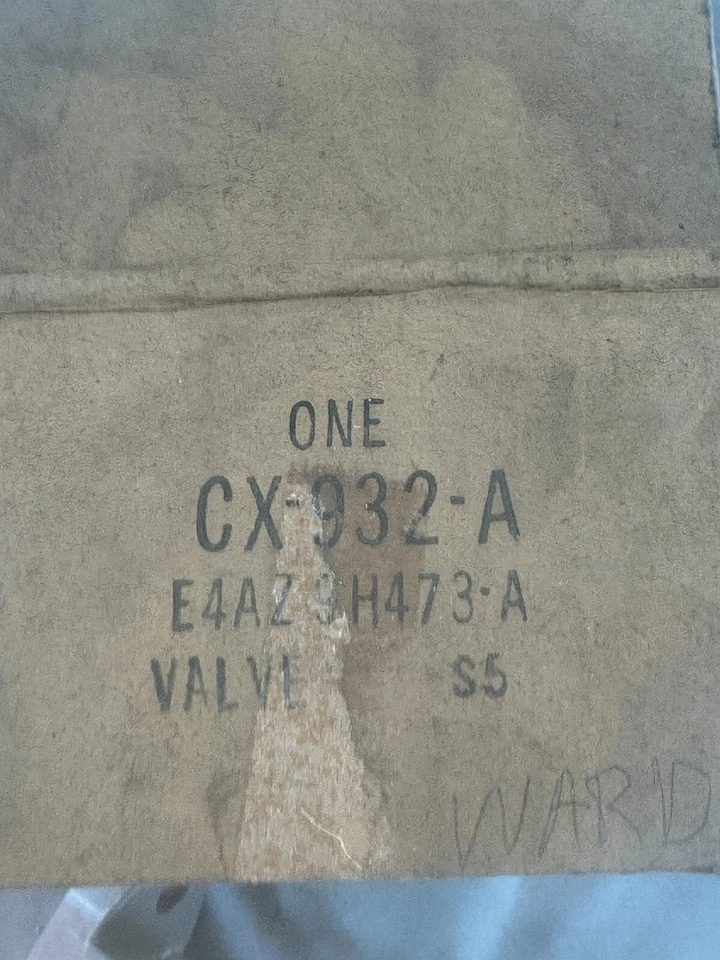 ONE
CX-932-A
E4AZ 9H473-A
VALVE S5
WARD